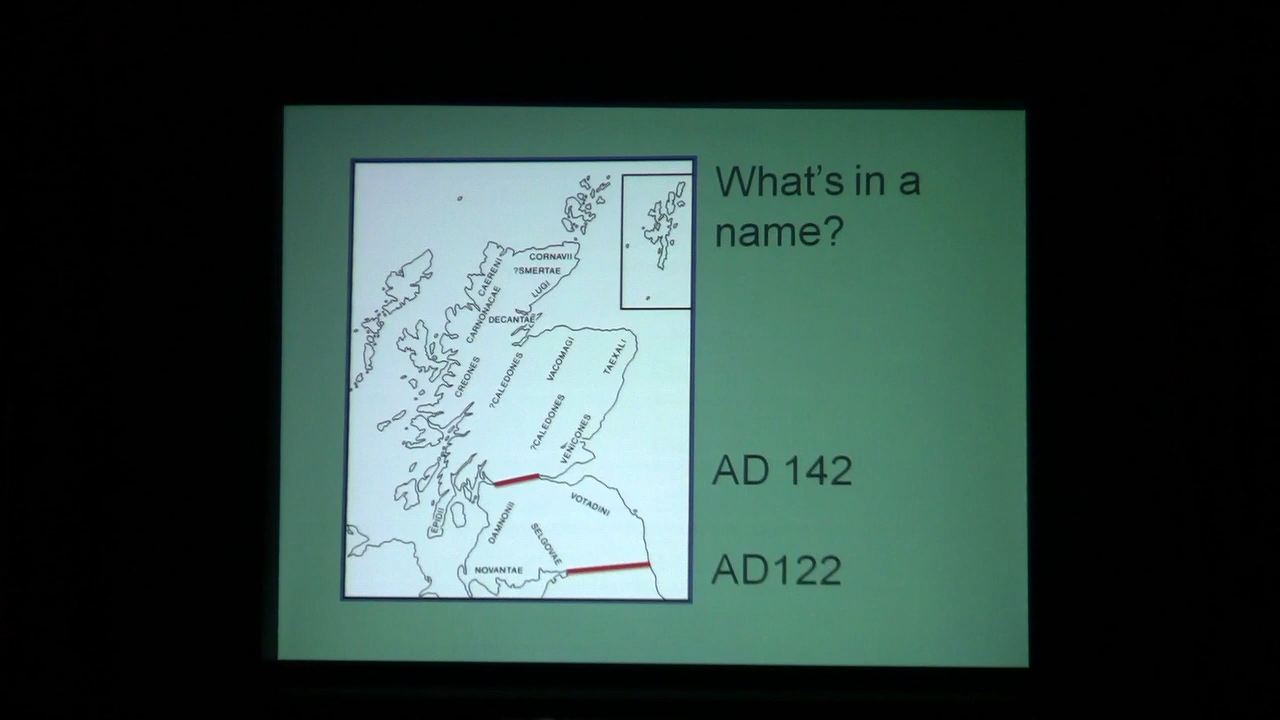 What's in a
name?
CORNAVII
?SMERTAE
CAERENI
LUGI
CARNONACAE
DECANTAE
CREONES
?CALEDONES
VACOMAGI
TAEXALI
?CALEDONES
VENICONES
EPIDII
DAMNONII
VOTADINI
SELGOVAE
NOVANTAE
AD 142
AD122